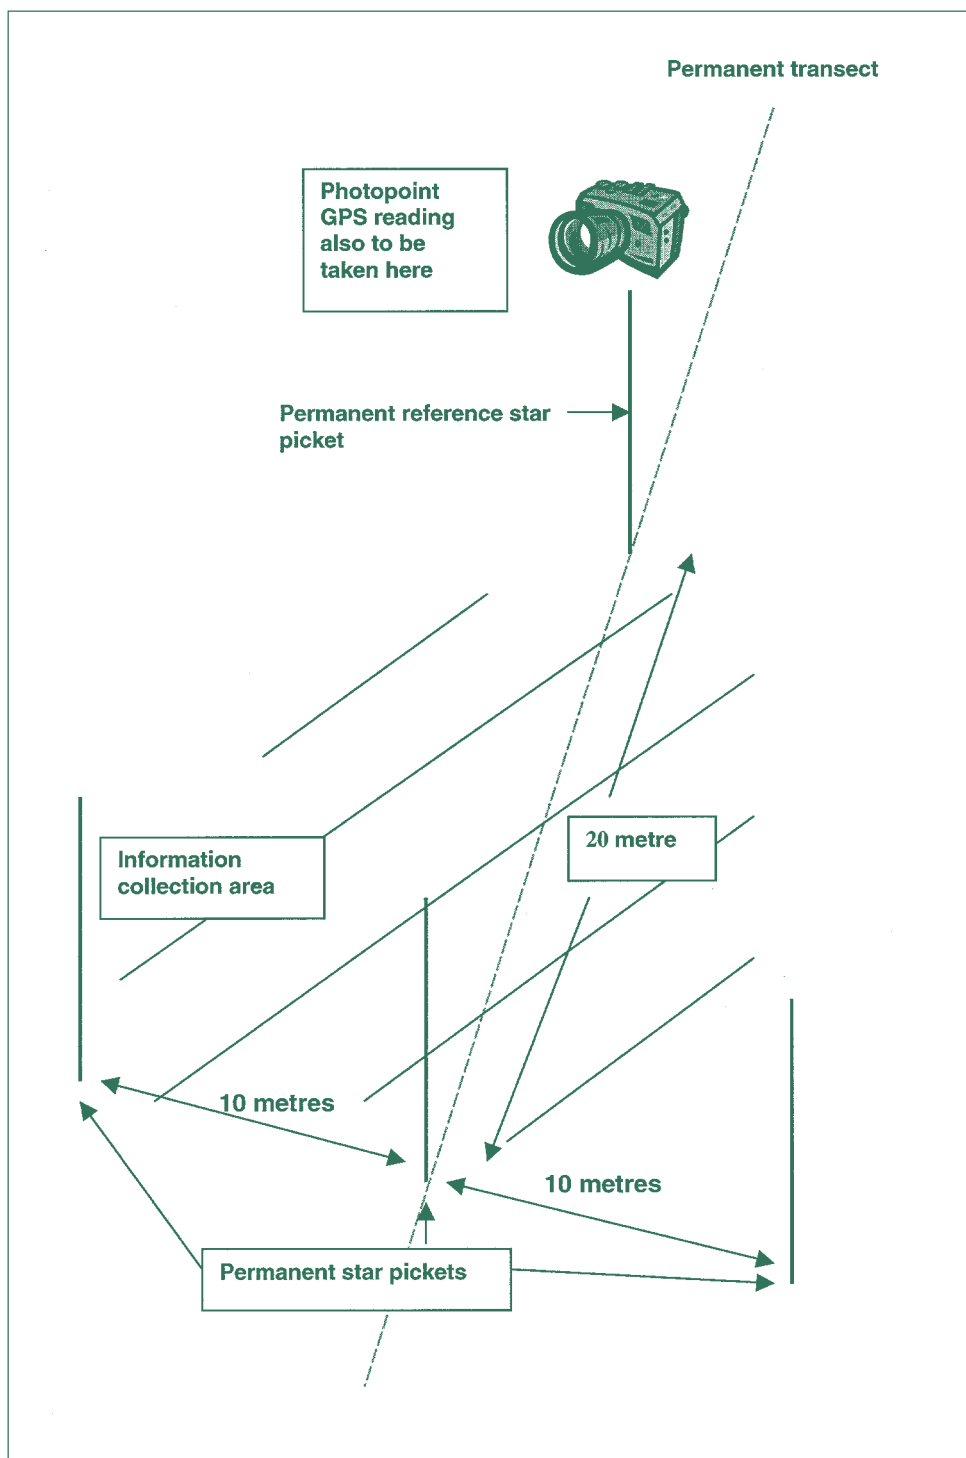 Permanent transect
Photopoint
GPS reading
also to be
taken here
Permanent reference star
picket
20 metre
Information
collection area
10 metres
10 metres
Permanent star pickets